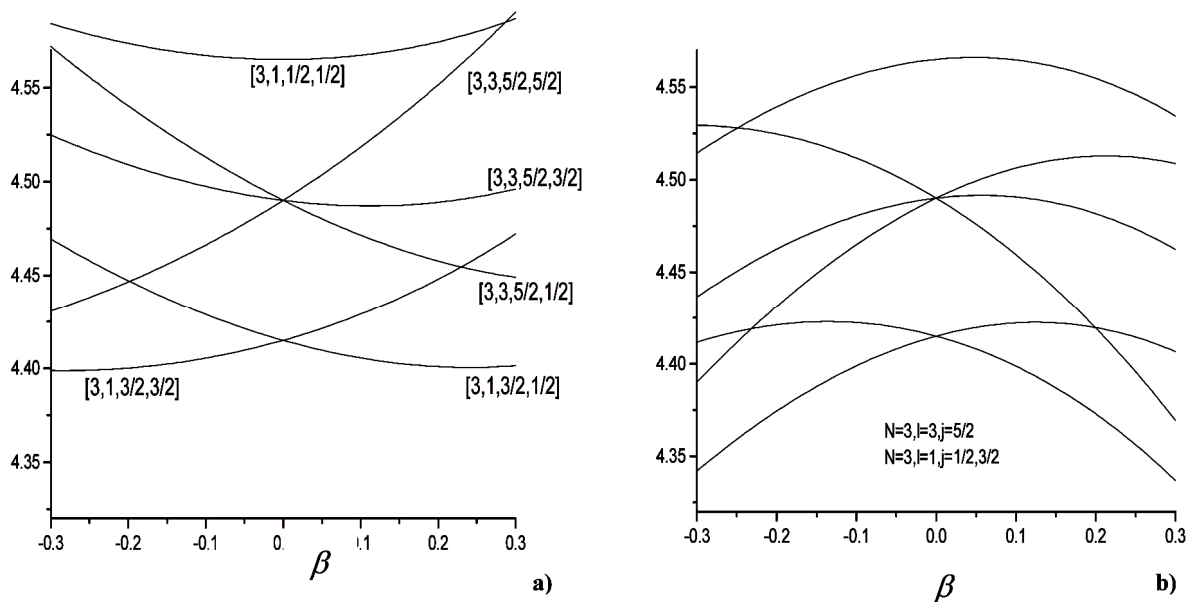 4.55
4.50
4.45
4.40
4.35
[3,1,1/2,1/2]
[3,3,5/2,5/2]
[3,3,5/2,3/2]
[3,3,5/2,1/2]
[3,1,3/2,3/2]
[3,1,3/2,1/2]
-0.3 -0.2 -0.1 0. 0.1 0.2 0.3
β
a)
4.55
4.50
4.45
4.40
4.35
N=3,l=3,j=5/2
N=3,l=1,j=1/2,3/2
-0.3 -0.2 -0.1 0.0 0.1 0.2 0.3
β
b)